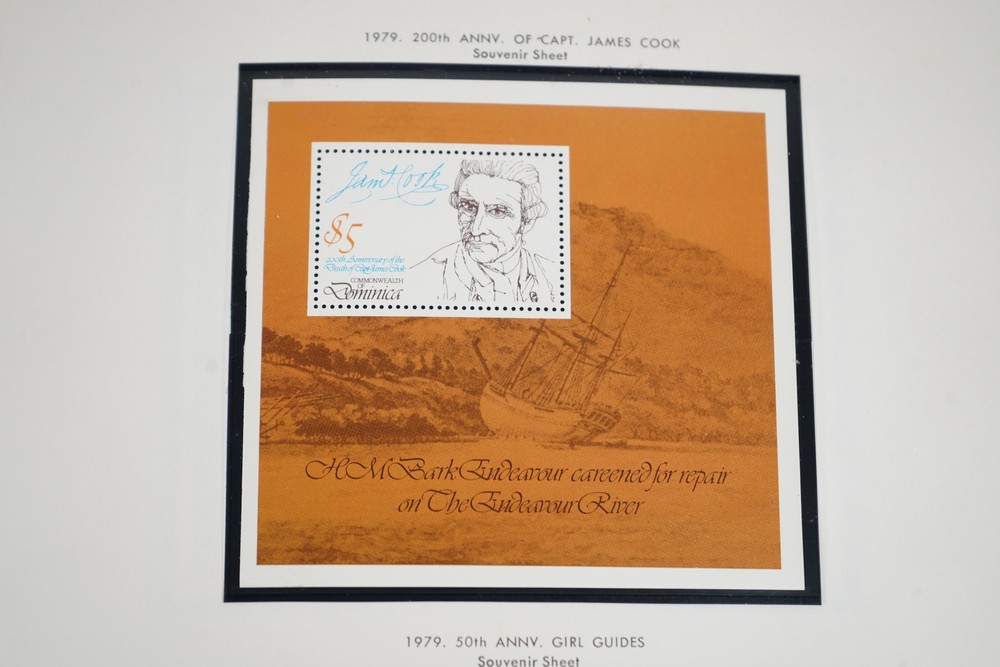 1979. 200th ANNV. OF CAPT. JAMES COOK
Souvenir Sheet
Jam.s Cook
$5
200th Anniversary of the
Death of Capt James Cook
COMMONWEALTH
OF
Dominica
HM Bark Endeavour careened for repair
on The Endeavour River
1979. 50th ANNV. GIRL GUIDES
Souvenir Sheet